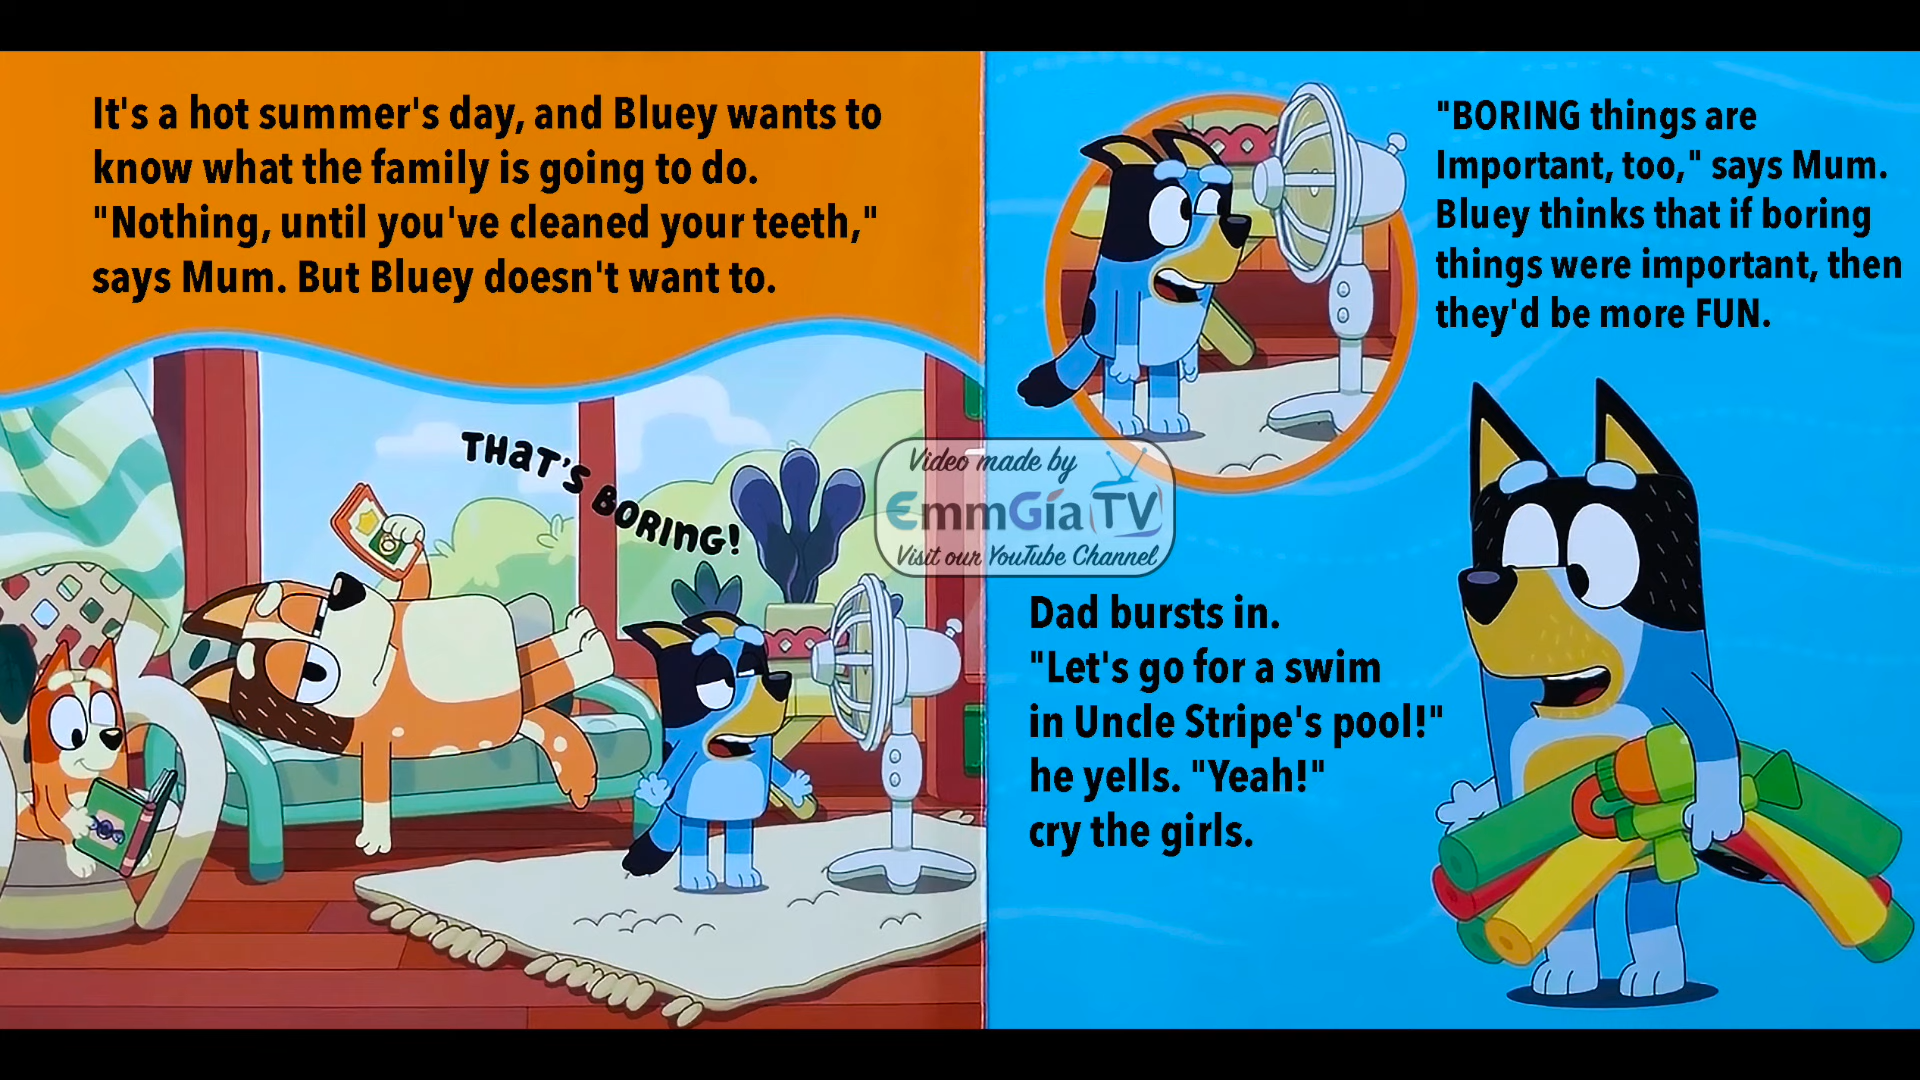 It's a hot summer's day, and Bluey wants to
know what the family is going to do.
"Nothing, until you've cleaned your teeth,"
says Mum. But Bluey doesn't want to.
THAT'S BORING!
"BORING things are
Important, too," says Mum.
Bluey thinks that if boring
things were important, then
they'd be more FUN.
Dad bursts in.
"Let's go for a swim
in Uncle Stripe's pool!"
he yells. "Yeah!"
cry the girls.
Video made by
EmmGía TV
Visit our YouTube Channel